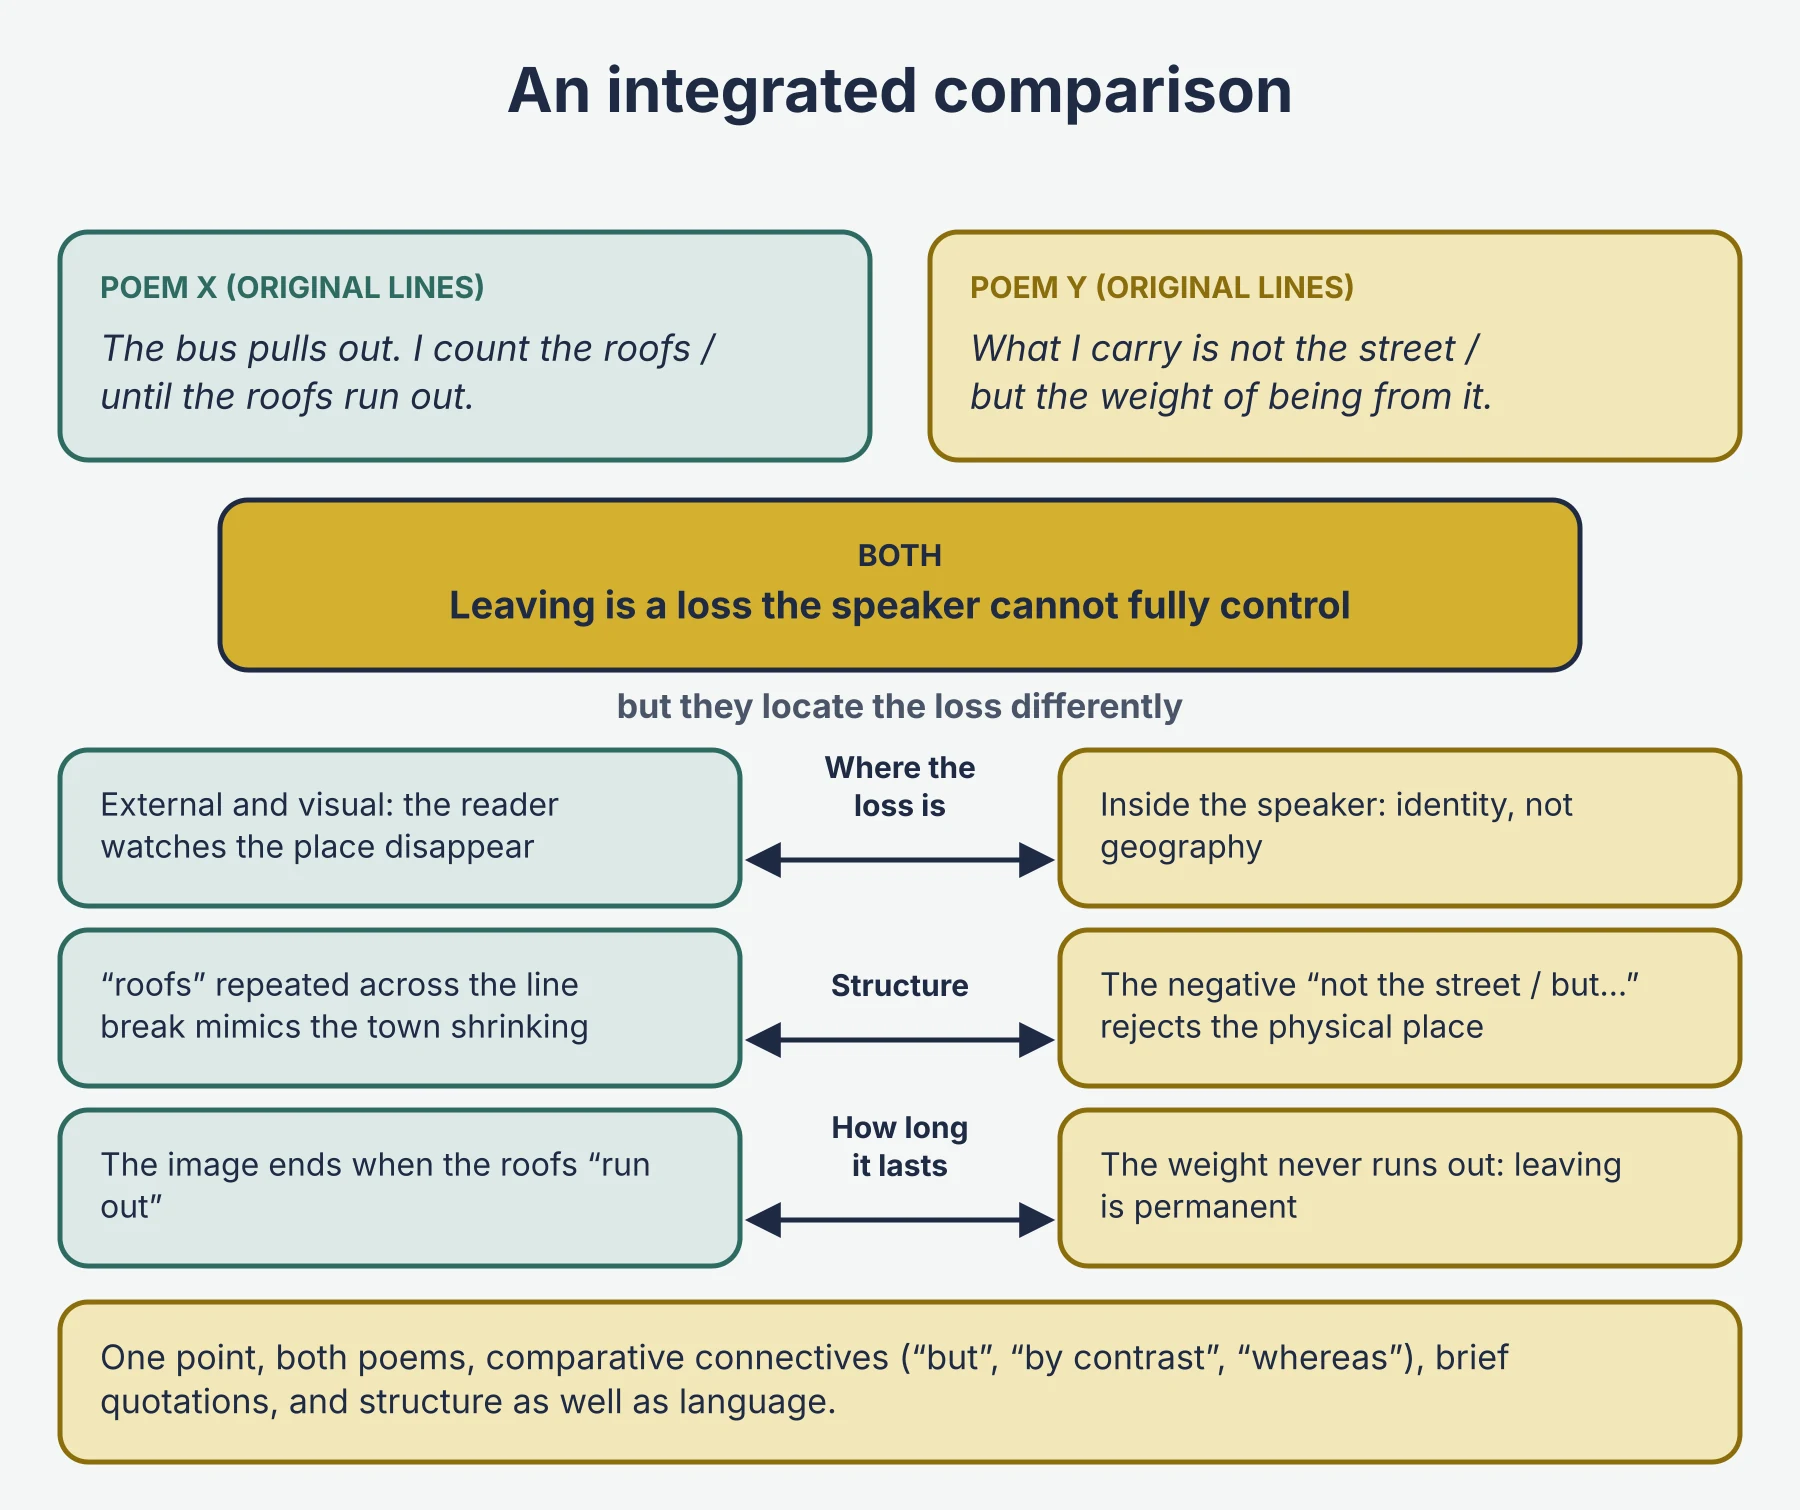 An integrated comparison
POEM X (ORIGINAL LINES)
The bus pulls out. I count the roofs /
until the roofs run out.
POEM Y (ORIGINAL LINES)
What I carry is not the street /
but the weight of being from it.
BOTH
Leaving is a loss the speaker cannot fully control
but they locate the loss differently
External and visual: the reader
watches the place disappear
Where the
loss is
Inside the speaker: identity, not
geography
“roofs” repeated across the line
break mimics the town shrinking
Structure
The negative “not the street / but…”
rejects the physical place
The image ends when the roofs “run
out”
How long
it lasts
The weight never runs out: leaving
is permanent
One point, both poems, comparative connectives (“but”, “by contrast”, “whereas”), brief
quotations, and structure as well as language.